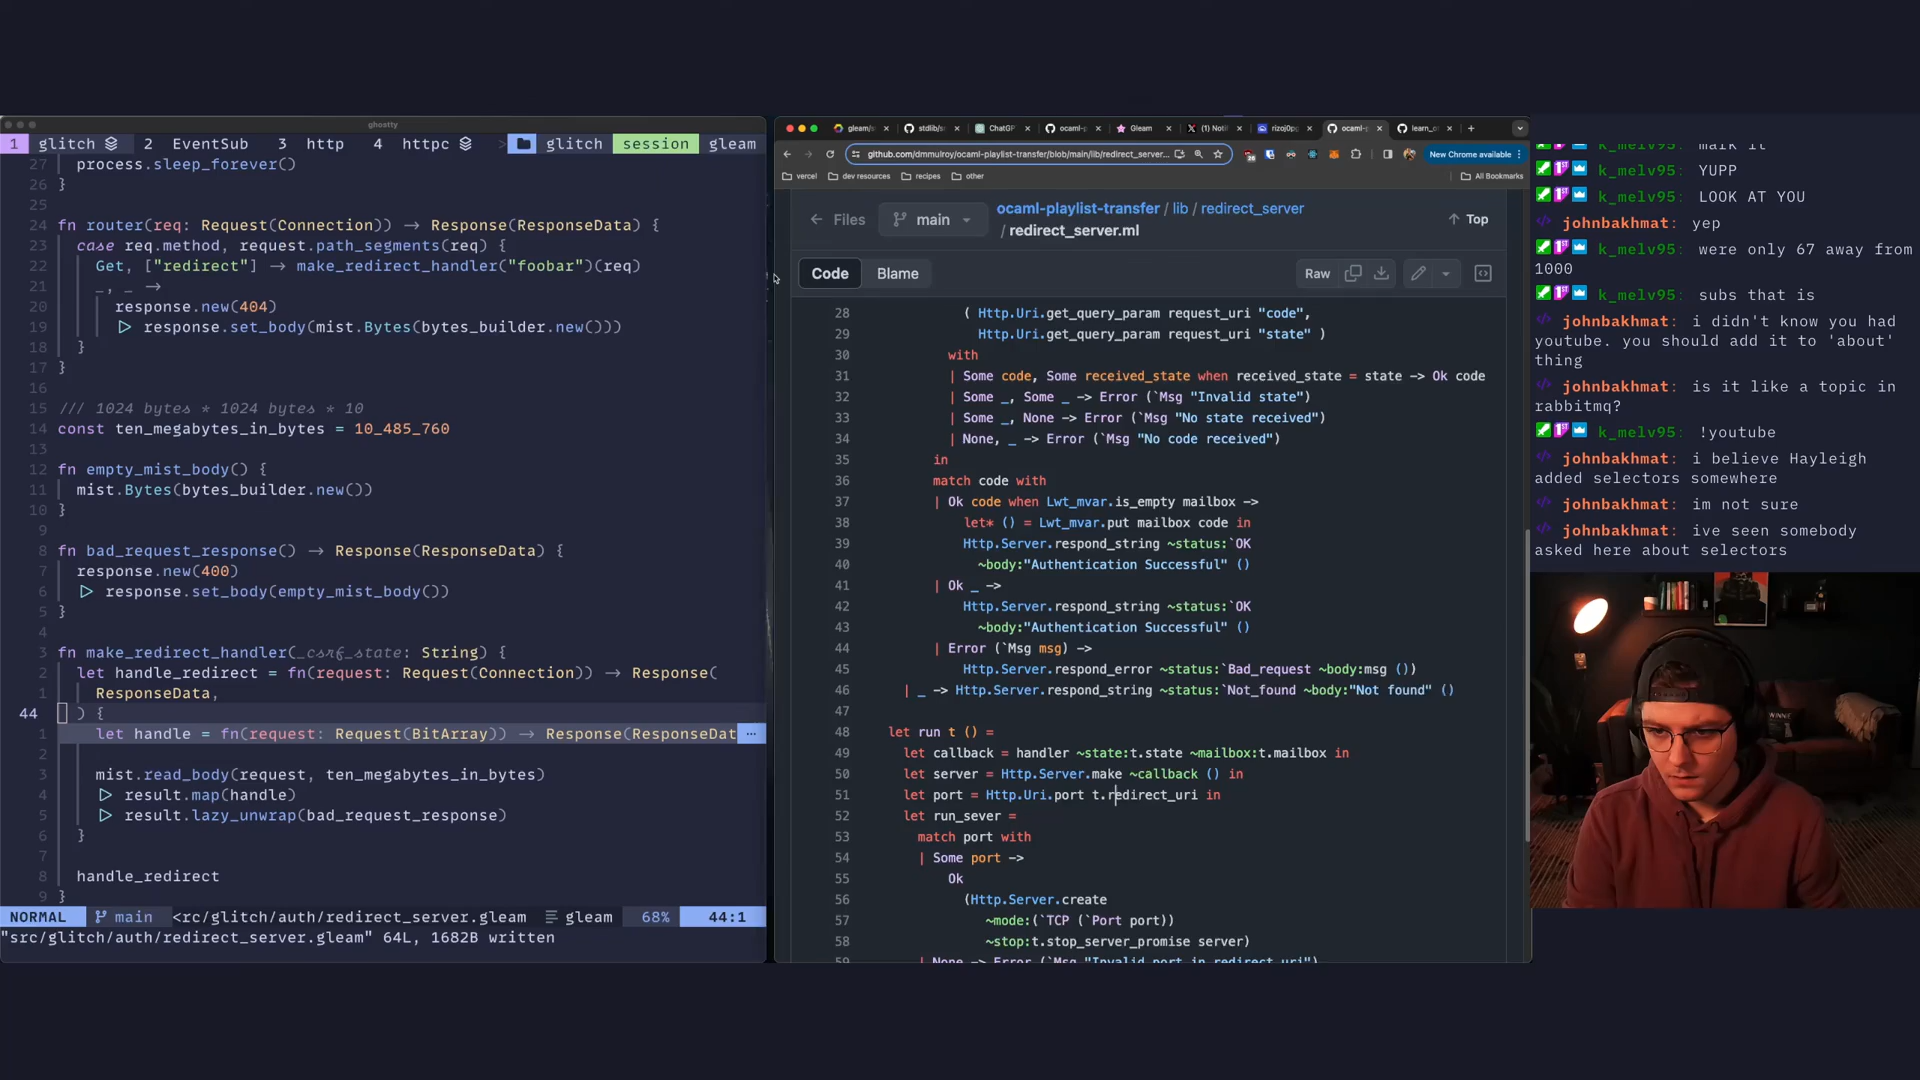 ghostty
1 glitch 2 EventSub 3 http 4 httpc > glitch session gleam
27 process.sleep_forever()
26 }
25
24 fn router(req: Request(Connection)) → Response(ResponseData) {
23 case req.method, request.path_segments(req) {
22 Get, ["redirect"] → make_redirect_handler("foobar")(req)
21 _, _ →
20 response.new(404)
19 ▷ response.set_body(mist.Bytes(bytes_builder.new()))
18 }
17 }
16
15 /// 1024 bytes * 1024 bytes * 10
14 const ten_megabytes_in_bytes = 10_485_760
13
12 fn empty_mist_body() {
11 mist.Bytes(bytes_builder.new())
10 }
9
8 fn bad_request_response() → Response(ResponseData) {
7 response.new(400)
6 ▷ response.set_body(empty_mist_body())
5 }
4
3 fn make_redirect_handler(_csrf_state: String) {
2 let handle_redirect = fn(request: Request(Connection)) → Response(
1 ResponseData,
44 ) {
1 let handle = fn(request: Request(BitArray)) → Response(ResponseDat ...
2
3 mist.read_body(request, ten_megabytes_in_bytes)
4 ▷ result.map(handle)
5 ▷ result.lazy_unwrap(bad_request_response)
6 }
7
8 handle_redirect
9 }
NORMAL main <rc/glitch/auth/redirect_server.gleam gleam 68% 44:1
"src/glitch/auth/redirect_server.gleam" 64L, 1682B written
gleam/ stdlib/s ChatGP ocaml-p Gleam (1) Noti rizo0p ocaml-p learn_o
github.com/dmmulroy/ocaml-playlist-transfer/blob/main/lib/redirect_server... New Chrome available
vercel dev resources recipes other All Bookmarks
Files main ocaml-playlist-transfer / lib / redirect_server Top
/ redirect_server.ml
Code Blame Raw
28 ( Http.Uri.get_query_param request_uri "code",
29 Http.Uri.get_query_param request_uri "state" )
30 with
31 | Some code, Some received_state when received_state = state -> Ok code
32 | Some _, Some _ -> Error (`Msg "Invalid state")
33 | Some _, None -> Error (`Msg "No state received")
34 | None, _ -> Error (`Msg "No code received")
35 in
36 match code with
37 | Ok code when Lwt_mvar.is_empty mailbox ->
38 let* () = Lwt_mvar.put mailbox code in
39 Http.Server.respond_string ~status:`OK
40 ~body:"Authentication Successful" ()
41 | Ok _ ->
42 Http.Server.respond_string ~status:`OK
43 ~body:"Authentication Successful" ()
44 | Error (`Msg msg) ->
45 Http.Server.respond_error ~status:`Bad_request ~body:msg ())
46 | _ -> Http.Server.respond_string ~status:`Not_found ~body:"Not found" ()
47
48 let run t () =
49 let callback = handler ~state:t.state ~mailbox:t.mailbox in
50 let server = Http.Server.make ~callback () in
51 let port = Http.Uri.port t.redirect_uri in
52 let run_sever =
53 match port with
54 | Some port ->
55 Ok
56 (Http.Server.create
57 ~mode:(`TCP (`Port port))
58 ~stop:t.stop_server_promise server)
59 | None -> Error (`Msg "Invalid port in redirect uri")
k_melv95: YUPP
k_melv95: LOOK AT YOU
johnbakhmat: yep
k_melv95: were only 67 away from
1000
k_melv95: subs that is
johnbakhmat: i didn't know you had
youtube. you should add it to 'about'
thing
johnbakhmat: is it like a topic in
rabbitmq?
k_melv95: !youtube
johnbakhmat: i believe Hayleigh
added selectors somewhere
johnbakhmat: im not sure
johnbakhmat: ive seen somebody
asked here about selectors
WINNIE